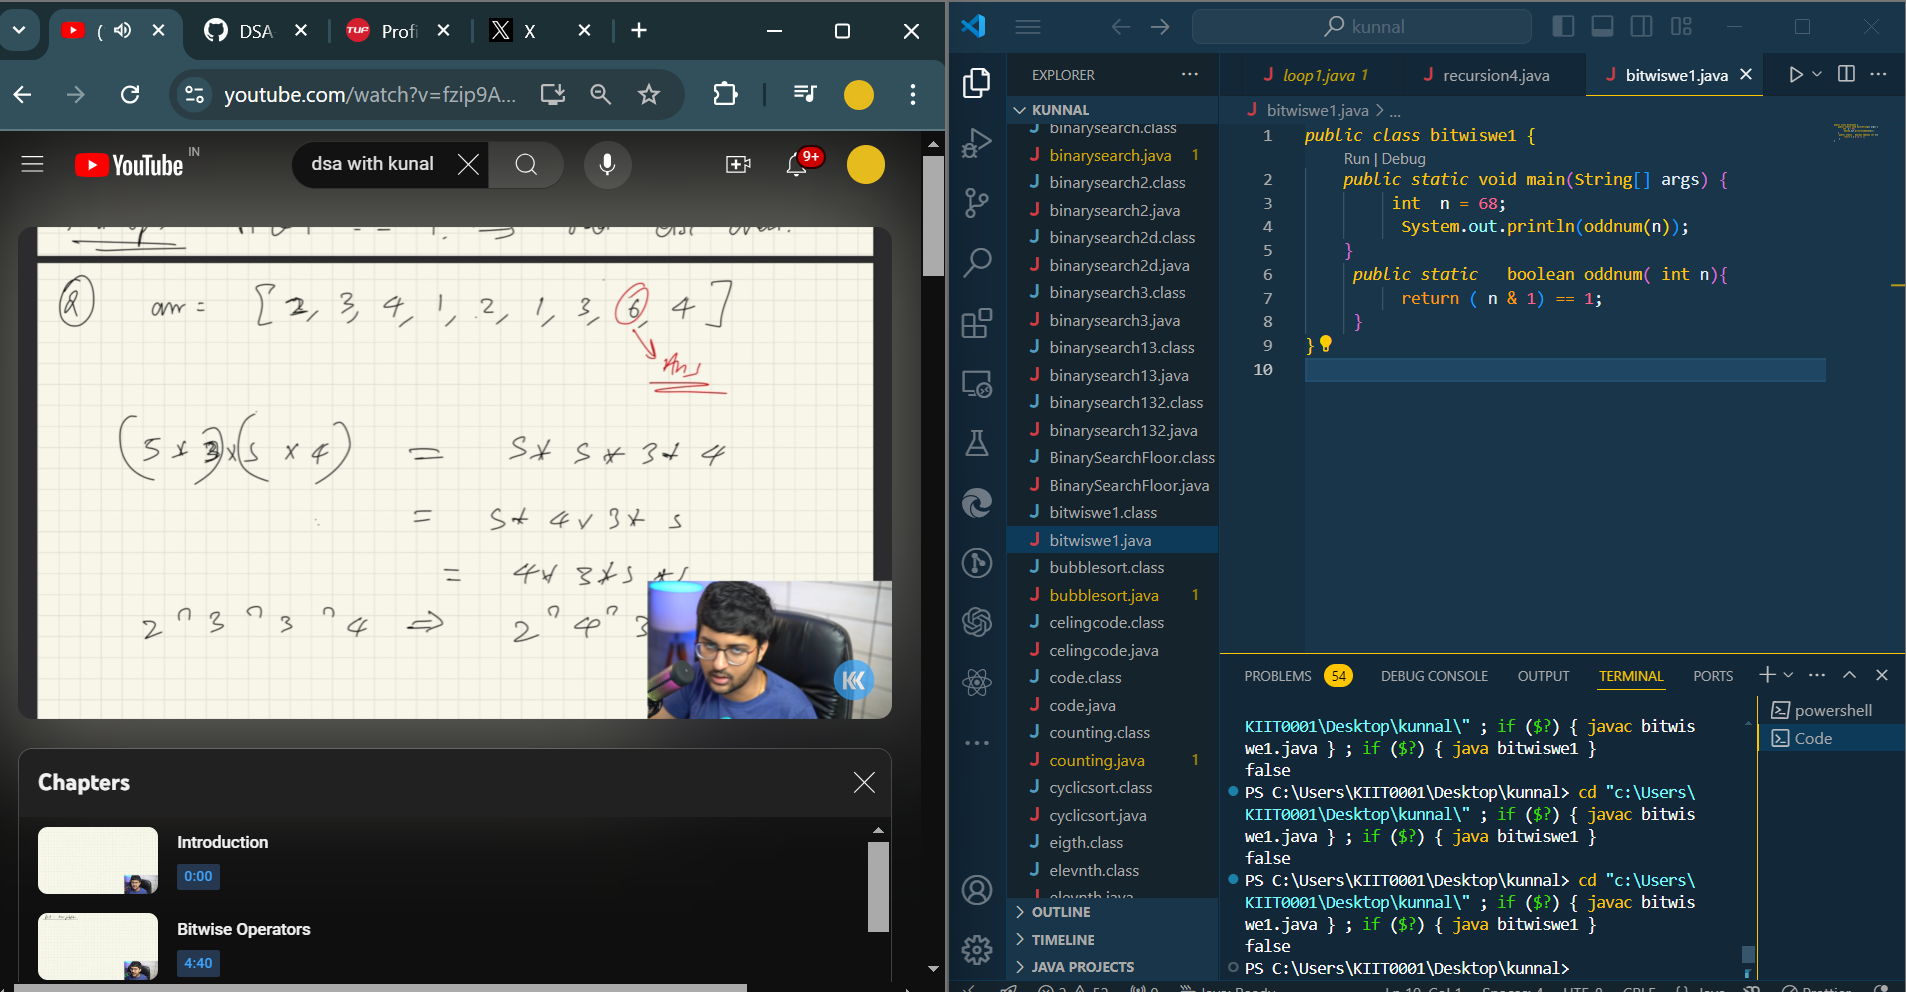 ( 
DSA
Profi
X
youtube.com/watch?v=fzip9A...
YouTube IN
dsa with kunal
9+
2
arr = [ 2, 3, 4, 1, 2, 1, 3, 6, 4 ]
Ans
(5 * 3) * (5 * 4) = 5 * 5 * 3 * 4
= 5 * 4 * 3 * 5
= 4 * 3 * 5 * 5
2 ^ 3 ^ 3 ^ 4 ⇒ 2 ^ 4 ^ 3
Chapters
Introduction
0:00
Bitwise Operators
4:40
kunnal
EXPLORER
KUNNAL
binarysearch.class
binarysearch.java 1
binarysearch2.class
binarysearch2.java
binarysearch2d.class
binarysearch2d.java
binarysearch3.class
binarysearch3.java
binarysearch13.class
binarysearch13.java
binarysearch132.class
binarysearch132.java
BinarySearchFloor.class
BinarySearchFloor.java
bitwiswe1.class
bitwiswe1.java
bubblesort.class
bubblesort.java 1
celingcode.class
celingcode.java
code.class
code.java
counting.class
counting.java 1
cyclicsort.class
cyclicsort.java
eigth.class
elevnth.class
elevnth.java
OUTLINE
TIMELINE
JAVA PROJECTS
loop1.java 1
recursion4.java
bitwiswe1.java
bitwiswe1.java > ...
1 public class bitwiswe1 {
Run | Debug
2 public static void main(String[] args) {
3 int n = 68;
4 System.out.println(oddnum(n));
5 }
6 public static boolean oddnum( int n){
7 return ( n & 1) == 1;
8 }
9 }
10
PROBLEMS 54 DEBUG CONSOLE OUTPUT TERMINAL PORTS
KIIT0001\Desktop\kunnal\" ; if ($?) { javac bitwis
we1.java } ; if ($?) { java bitwiswe1 }
false
PS C:\Users\KIIT0001\Desktop\kunnal> cd "c:\Users\
KIIT0001\Desktop\kunnal\" ; if ($?) { javac bitwis
we1.java } ; if ($?) { java bitwiswe1 }
false
PS C:\Users\KIIT0001\Desktop\kunnal> cd "c:\Users\
KIIT0001\Desktop\kunnal\" ; if ($?) { javac bitwis
we1.java } ; if ($?) { java bitwiswe1 }
false
PS C:\Users\KIIT0001\Desktop\kunnal>
powershell
Code